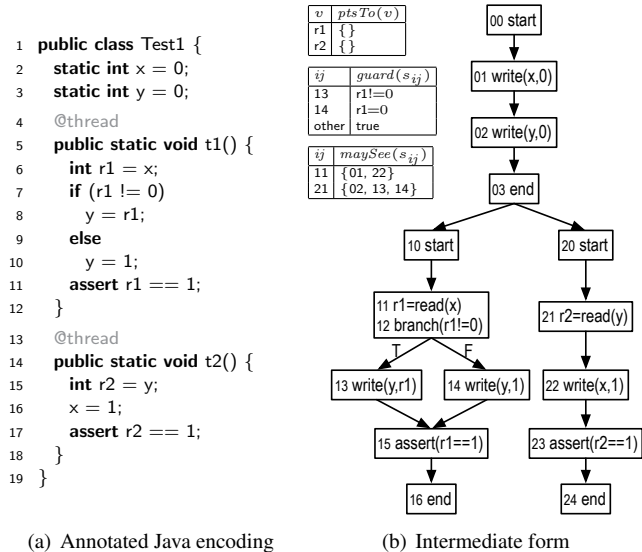 1 public class Test1 {
2 static int x = 0;
3 static int y = 0;
4 @thread
5 public static void t1() {
6 int r1 = x;
7 if (r1 != 0)
8 y = r1;
9 else
10 y = 1;
11 assert r1 == 1;
12 }
13 @thread
14 public static void t2() {
15 int r2 = y;
16 x = 1;
17 assert r2 == 1;
18 }
19 }
(a) Annotated Java encoding
v ptsTo(v)
r1 {}
r2 {}
ij guard(s_ij)
13 r1!=0
14 r1=0
other true
ij maySee(s_ij)
11 {01, 22}
21 {02, 13, 14}
00 start
01 write(x,0)
02 write(y,0)
03 end
10 start
20 start
11 r1=read(x)
12 branch(r1!=0)
21 r2=read(y)
T F
13 write(y,r1)
14 write(y,1)
22 write(x,1)
15 assert(r1==1)
23 assert(r2==1)
16 end
24 end
(b) Intermediate form